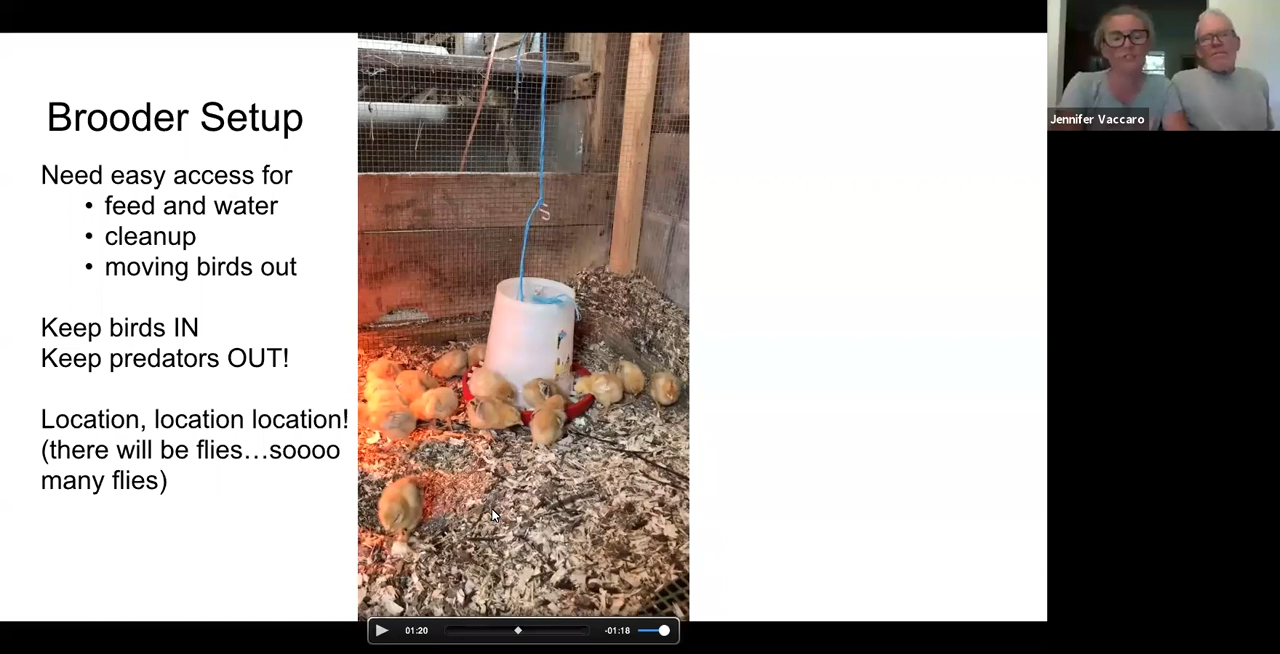 Brooder Setup
Need easy access for
• feed and water
• cleanup
• moving birds out
Keep birds IN
Keep predators OUT!
Location, location location!
(there will be flies…soooo
many flies)
01:20
-01:18
Jennifer Vaccaro